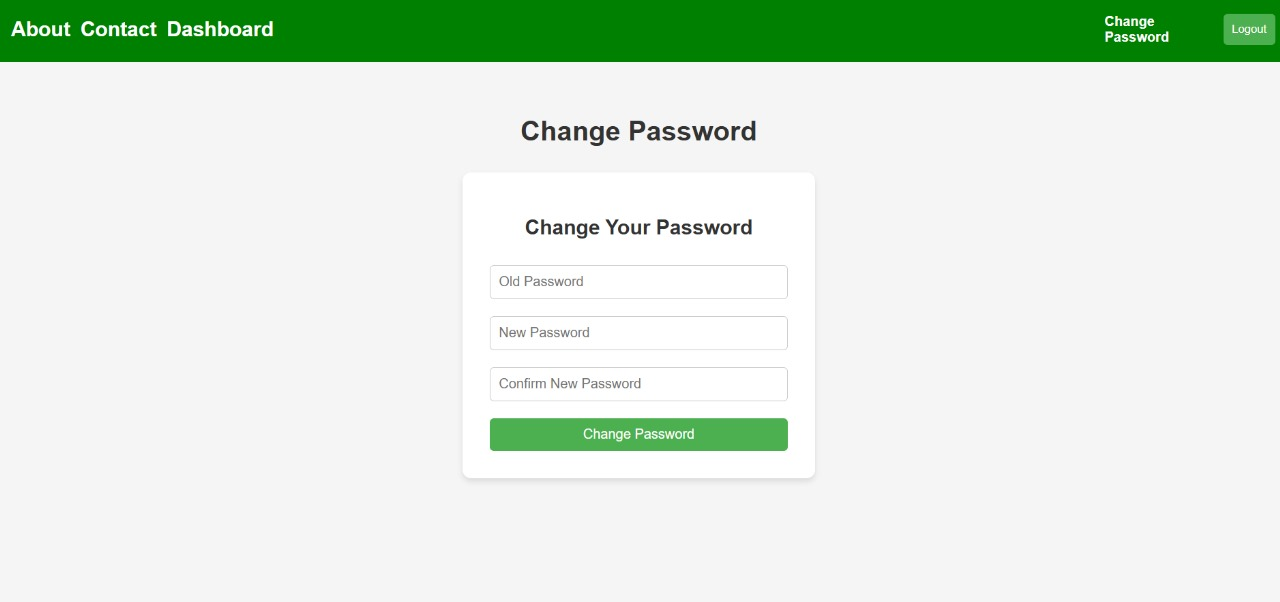 About Contact Dashboard
Change
Password
Logout
Change Password
Change Your Password
Old Password
New Password
Confirm New Password
Change Password